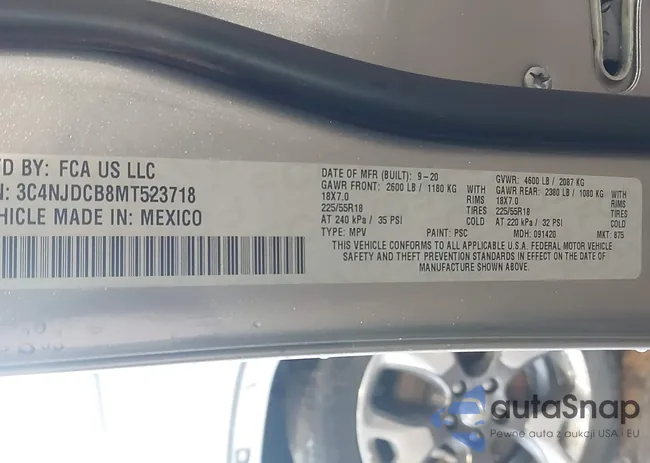 FD BY: FCA US LLC
N: 3C4NJDCB8MT523718
EHICLE MADE IN: MEXICO
DATE OF MFR (BUILT): 9-20
GVWR: 4600 LB / 2087 KG
GAWR FRONT: 2600 LB / 1180 KG WITH
GAWR REAR: 2380 LB / 1080 KG WITH
18X7.0 RIMS
18X7.0 RIMS
225/55R18 TIRES
225/55R18 TIRES
AT 240 kPa / 35 PSI COLD
AT 220 kPa / 32 PSI COLD
TYPE: MPV PAINT: PSC MDH: 091420 MKT: 875
THIS VEHICLE CONFORMS TO ALL APPLICABLE U.S.A. FEDERAL MOTOR VEHICLE
SAFETY AND THEFT PREVENTION STANDARDS IN EFFECT ON THE DATE OF
MANUFACTURE SHOWN ABOVE.
autaSnap
Pewne auta z aukcji USA i EU